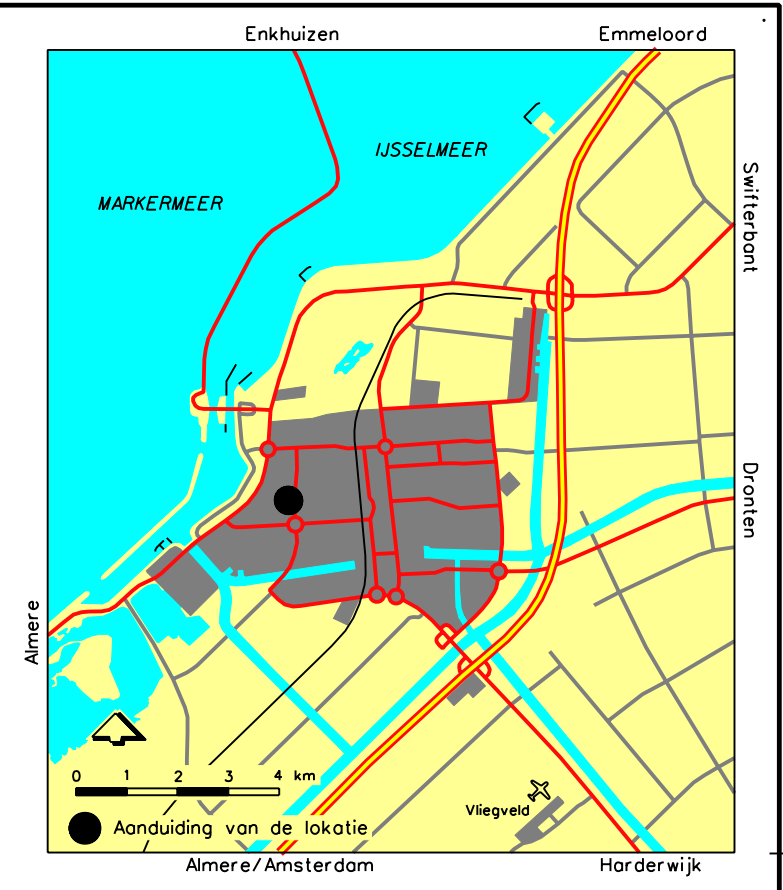 Enkhuizen
Emmeloord
IJSSELMEER
MARKERMEER
Swifterbant
Dronten
Almere
0 1 2 3 4 km
Vliegveld
Aanduiding van de lokatie
Almere/Amsterdam
Harderwijk